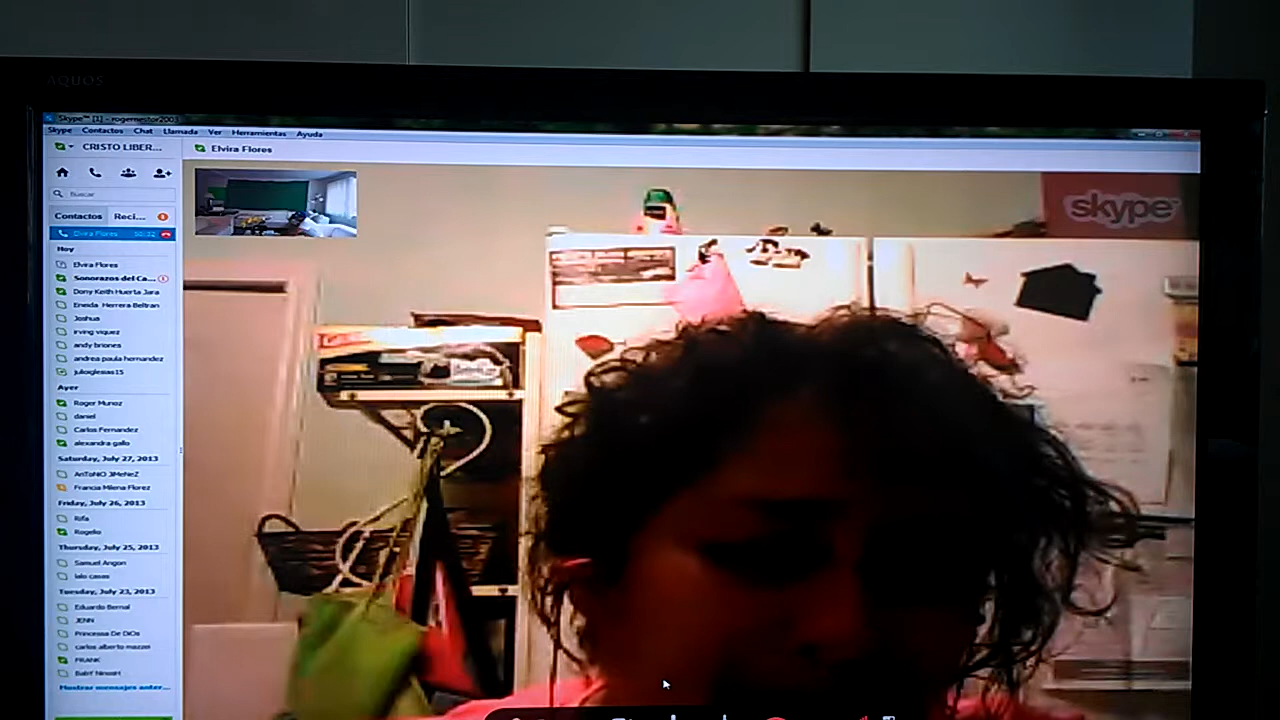 AQUOS
Skype™ [1] - rogernestor2003
Skype Contactos Chat Llamada Ver Herramientas Ayuda
CRISTO LIBER...
Elvira Flores
Buscar
skype
Contactos Reci...
Elvira Flores 50:32
Hoy
Elvira Flores
Sonorazos del Ca...
Dony Keith Huerta Jara
Eneida Herrera Beltran
Joshua
irving viquez
andy briones
andrea paula hernandez
julioiglesias15
Ayer
Roger Munoz
daniel
Carlos Fernandez
alexandra gallo
Saturday, July 27, 2013
AnToNiO JiMeNeZ
Francia Milena Florez
Friday, July 26, 2013
Rifa
Rogelio
Thursday, July 25, 2013
Samuel Angon
lalo casas
Tuesday, July 23, 2013
Eduardo Bernal
JENN
Princessa De DiOs
carlos alberto mazzei
FRANK
Mostrar mensajes anter...